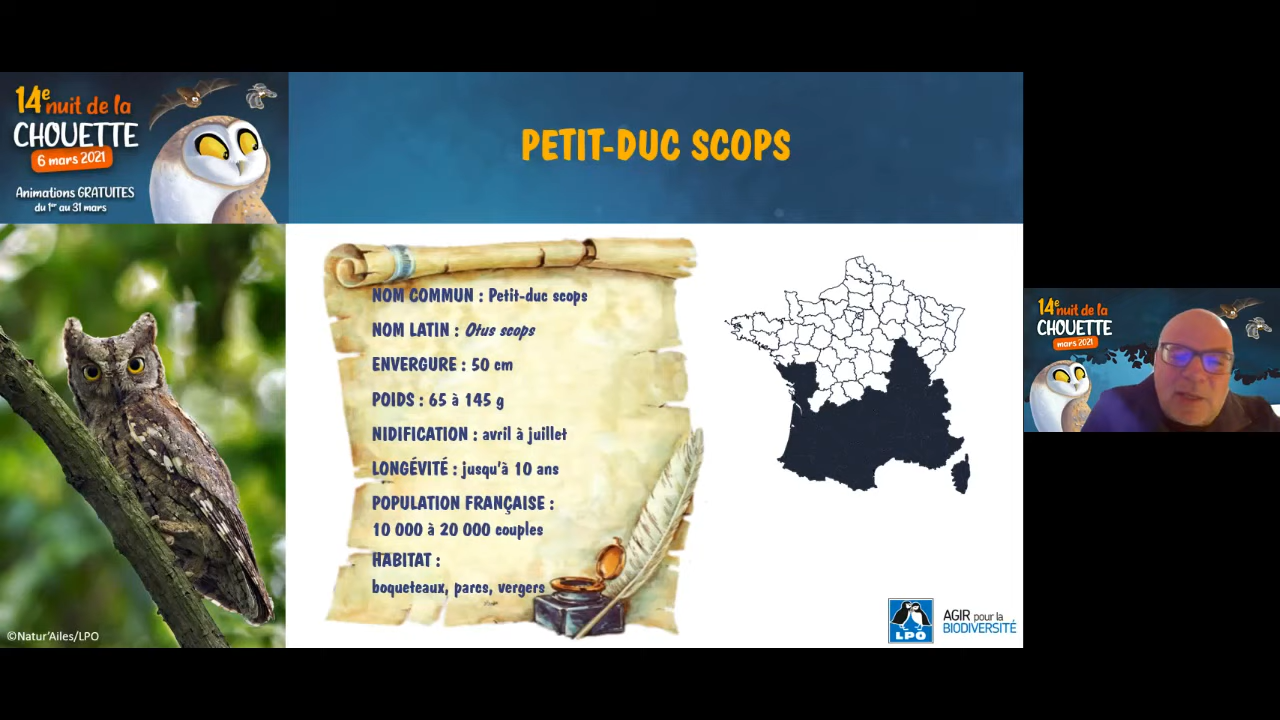 14e nuit de la
CHOUETTE
6 mars 2021
Animations GRATUITES
du 1er au 31 mars
PETIT-DUC SCOPS
NOM COMMUN : Petit-duc scops
NOM LATIN : Otus scops
ENVERGURE : 50 cm
POIDS : 65 à 145 g
NIDIFICATION : avril à juillet
LONGÉVITÉ : jusqu'à 10 ans
POPULATION FRANÇAISE :
10 000 à 20 000 couples
HABITAT :
boqueteaux, parcs, vergers
©Natur'Ailes/LPO
LPO
AGIR pour la
BIODIVERSITÉ
14e nuit de la
CHOUETTE
mars 2021